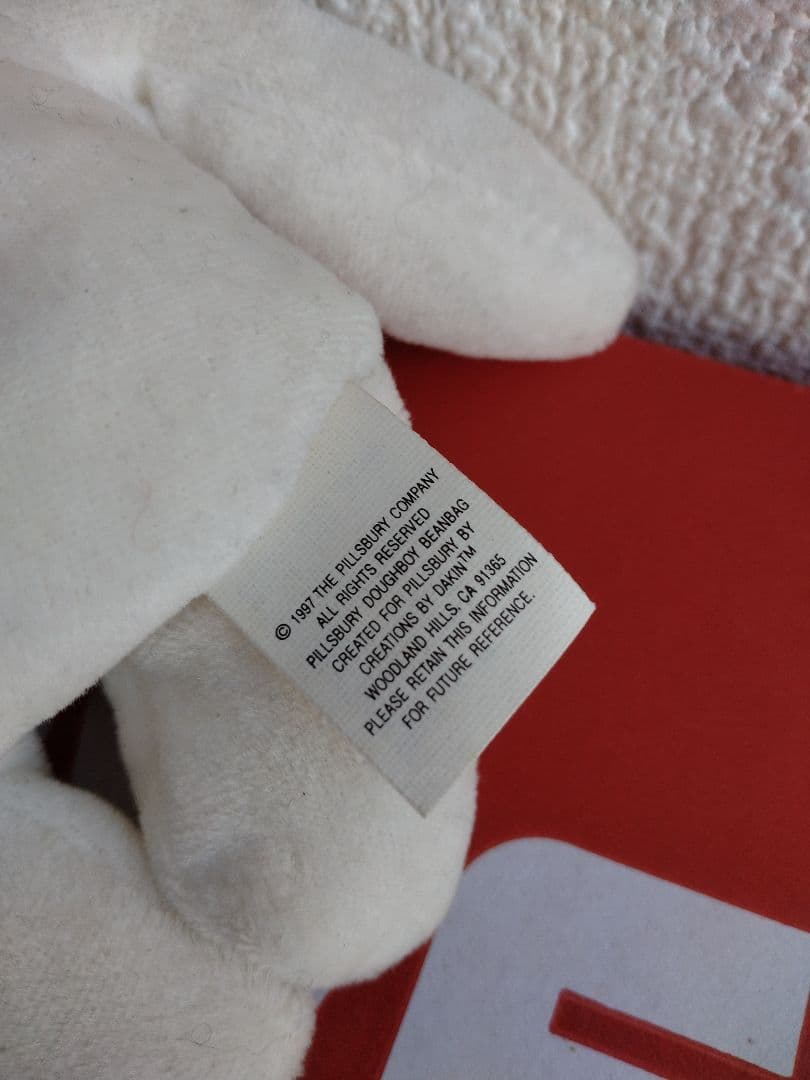 © 1997 THE PILLSBURY COMPANY
ALL RIGHTS RESERVED
PILLSBURY DOUGHBOY BEANBAG
CREATED FOR PILLSBURY BY
CREATIONS BY DAKIN™
WOODLAND HILLS, CA 91365
PLEASE RETAIN THIS INFORMATION
FOR FUTURE REFERENCE.